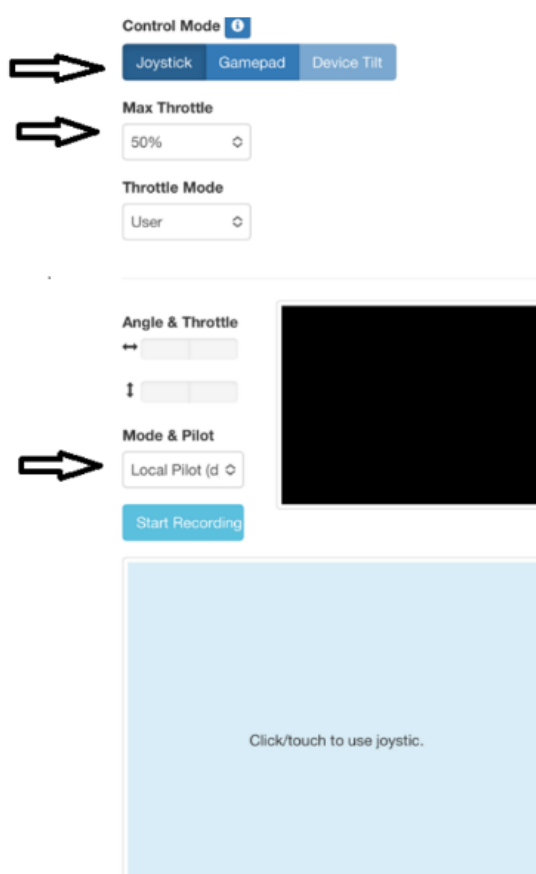 Control Mode
Joystick Gamepad Device Tilt
Max Throttle
50%
Throttle Mode
User
Angle & Throttle
Mode & Pilot
Local Pilot (d
Start Recording
Click/touch to use joystic.